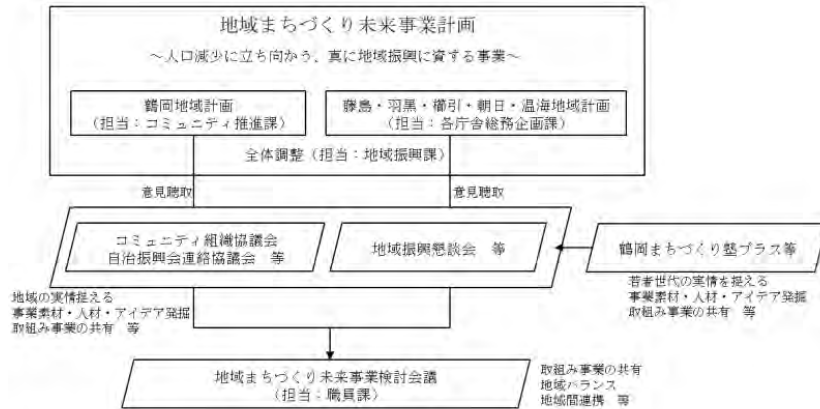 地域まちづくり未来事業計画
~人口減少に立ち向かう、真に地域振興に資する事業~
鶴岡地域計画
(担当:コミュニティ推進課)
藤島・羽黒・櫛引・朝日・温海地域計画
(担当:各庁舎総務企画課)
全体調整(担当:地域振興課)
意見聴取
意見聴取
コミュニティ組織協議会
自治振興会連絡協議会 等
地域振興懇談会 等
鶴岡まちづくり塾プラス等
地域の実情捉える
事業素材・人材・アイデア発掘
取組み事業の共有 等
若者世代の実情を捉える
事業素材・人材・アイデア発掘
取組み事業の共有 等
地域まちづくり未来事業検討会議
(担当:職員課)
取組み事業の共有
地域バランス
地域間連携 等